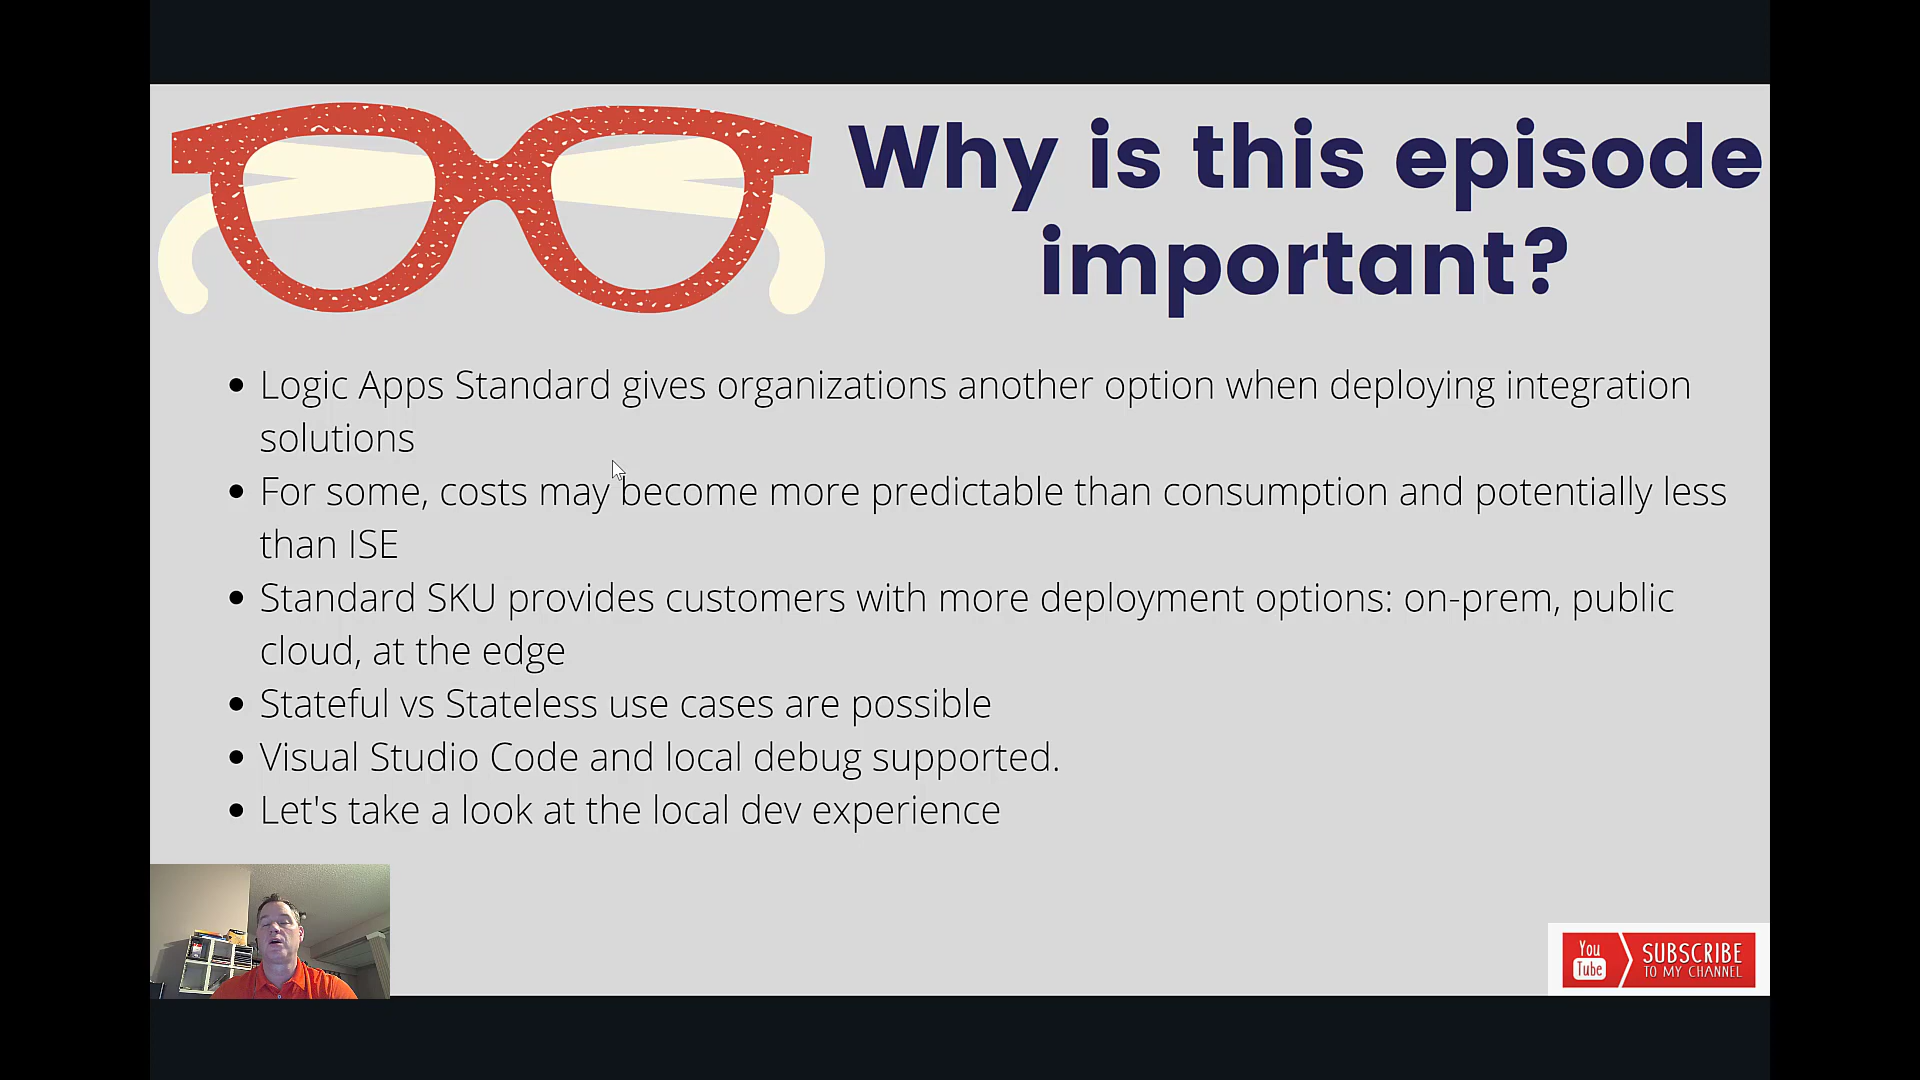 Why is this episode
important?
• Logic Apps Standard gives organizations another option when deploying integration
solutions
• For some, costs may become more predictable than consumption and potentially less
than ISE
• Standard SKU provides customers with more deployment options: on-prem, public
cloud, at the edge
• Stateful vs Stateless use cases are possible
• Visual Studio Code and local debug supported.
• Let's take a look at the local dev experience
You
Tube
SUBSCRIBE
TO MY CHANNEL